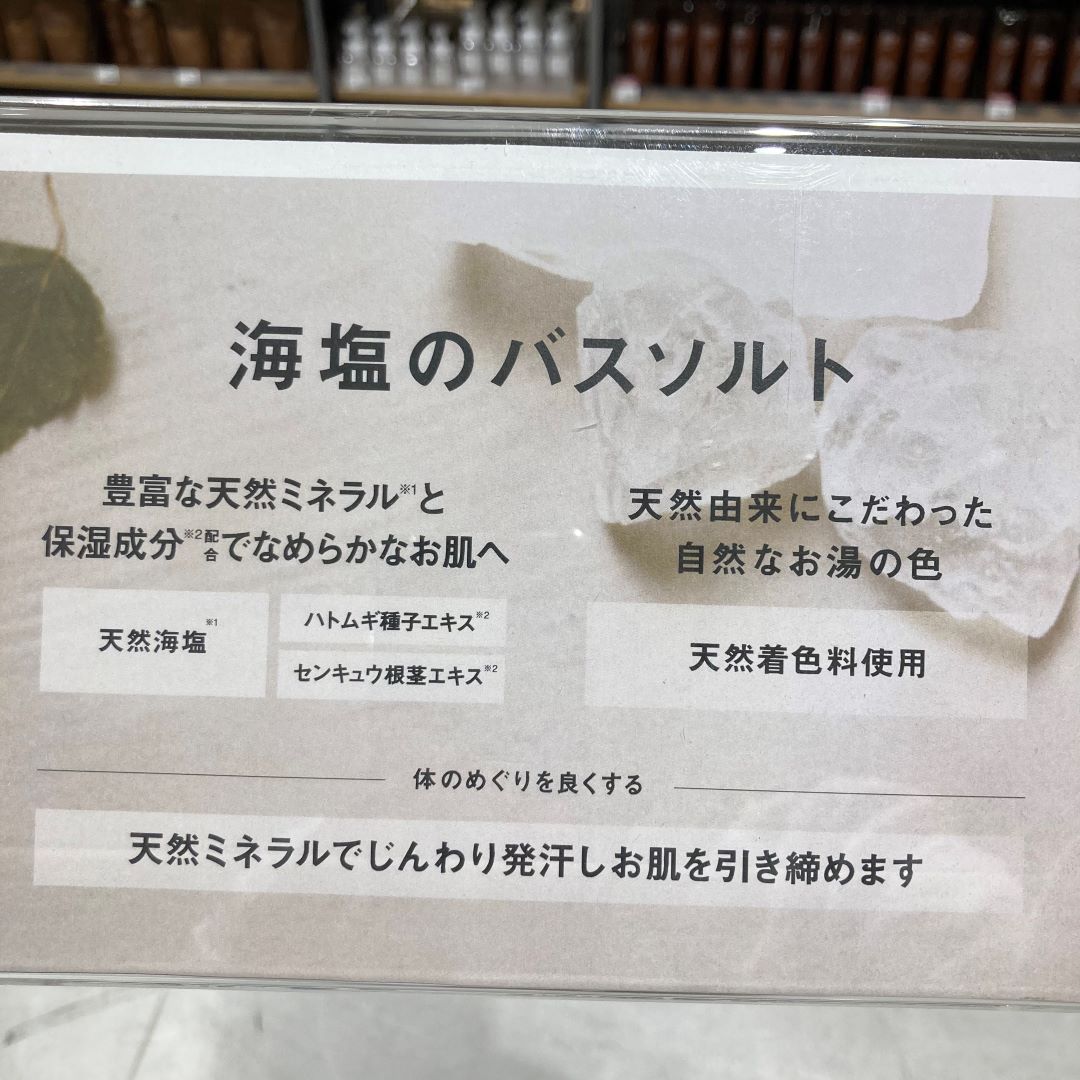 海塩のバスソルト
豊富な天然ミネラル※1と
保湿成分※2配合でなめらかなお肌へ
天然海塩※1
ハトムギ種子エキス※2
センキュウ根茎エキス※2
天然由来にこだわった
自然なお湯の色
天然着色料使用
体のめぐりを良くする
天然ミネラルでじんわり発汗しお肌を引き締めます